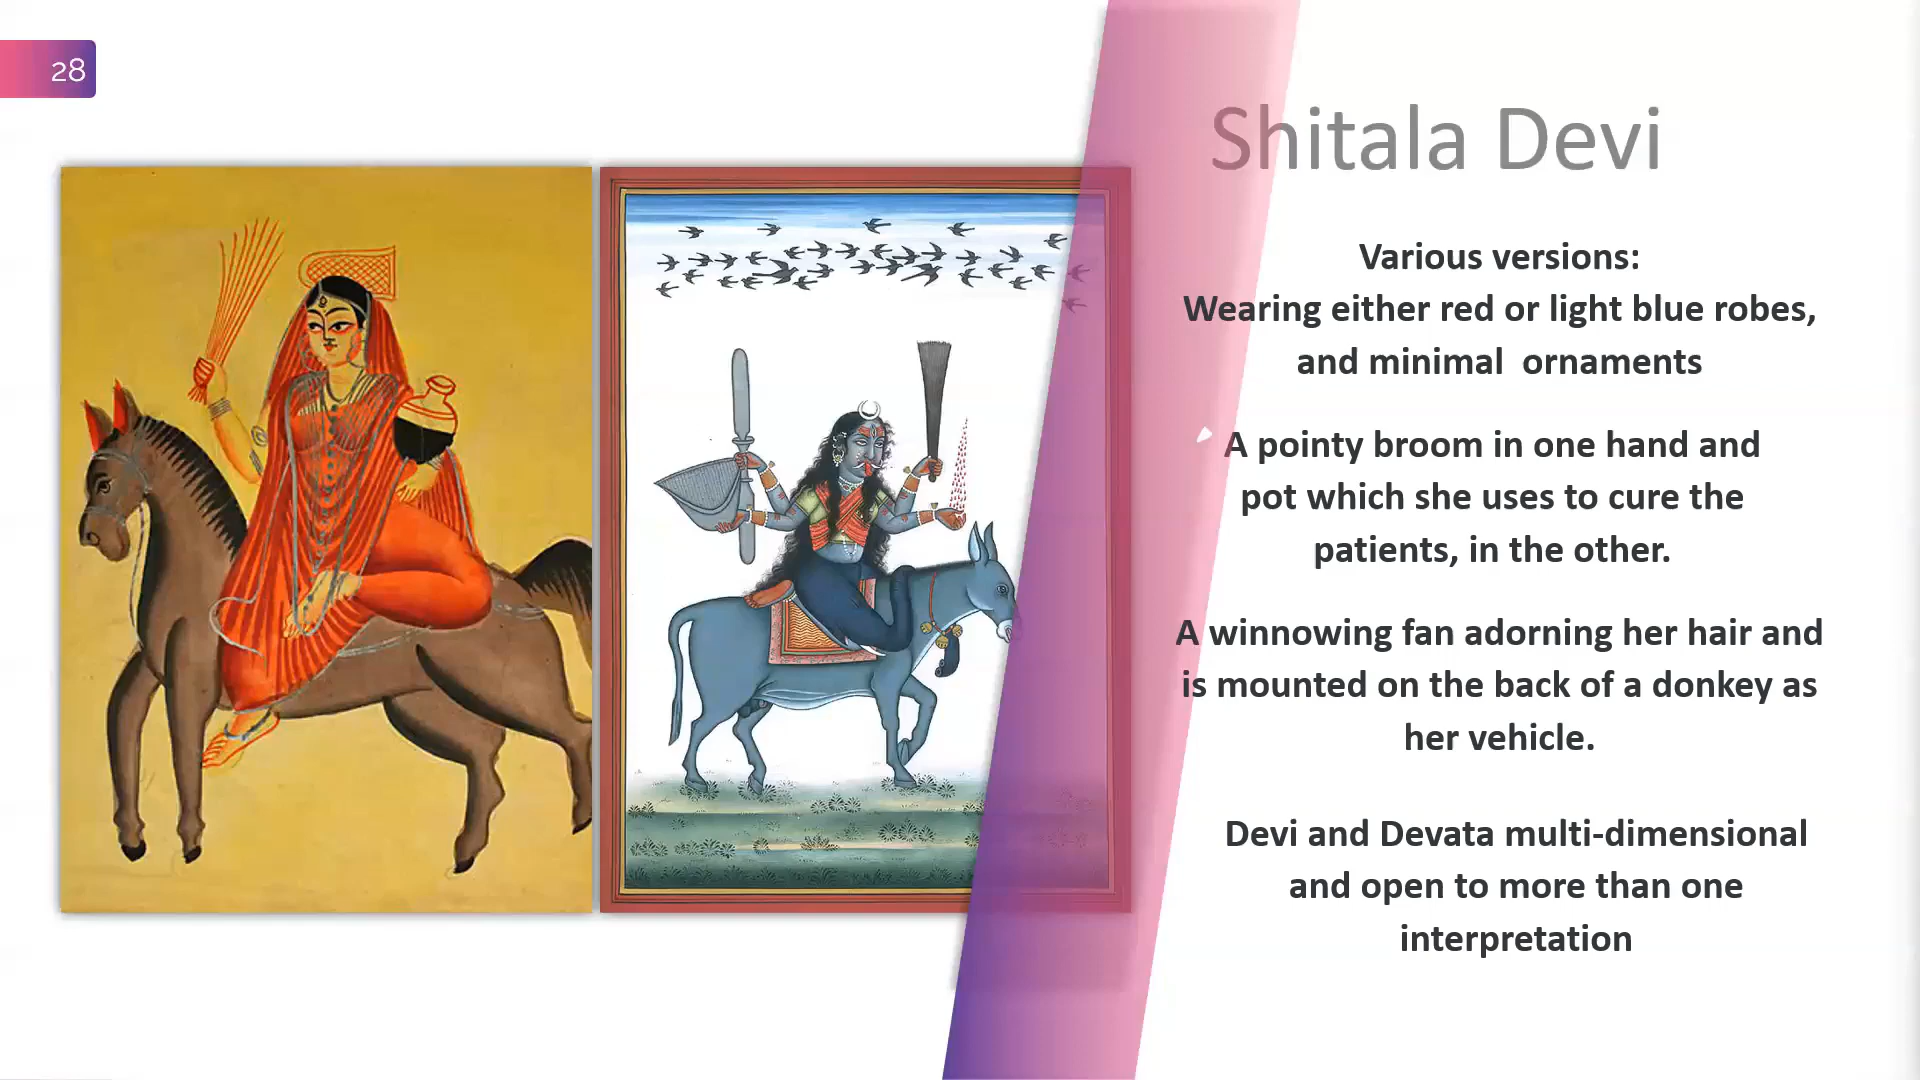 28
Shitala Devi
Various versions:
Wearing either red or light blue robes,
and minimal ornaments
A pointy broom in one hand and
pot which she uses to cure the
patients, in the other.
A winnowing fan adorning her hair and
is mounted on the back of a donkey as
her vehicle.
Devi and Devata multi-dimensional
and open to more than one
interpretation